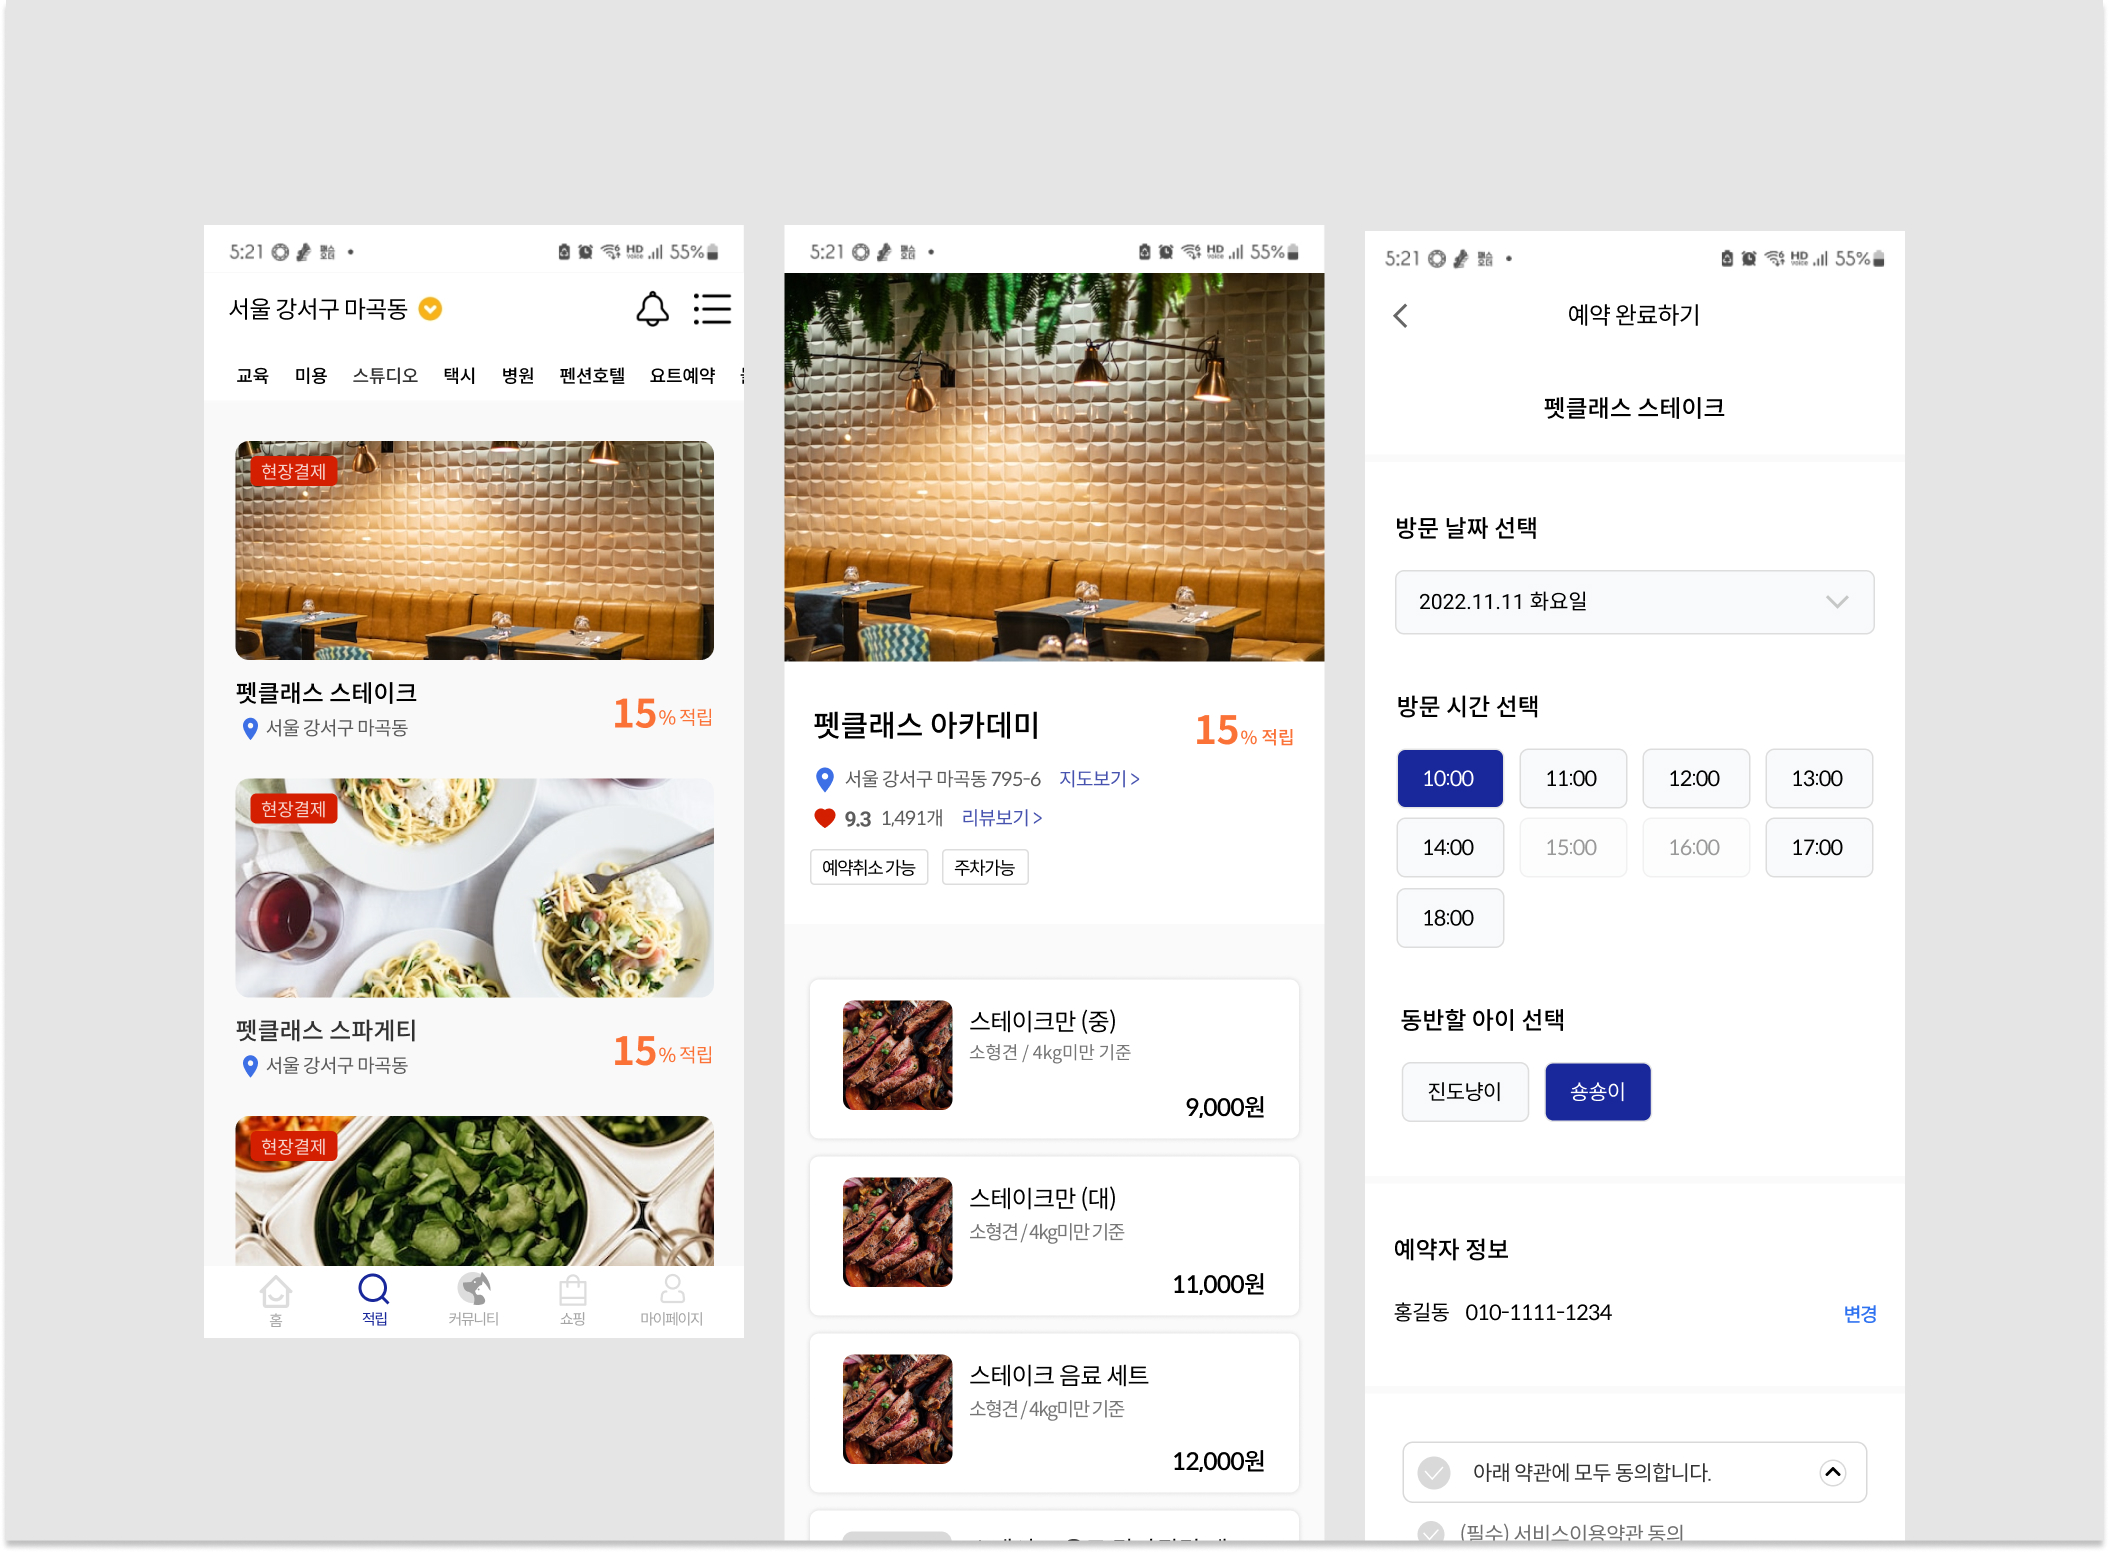 5:21
55%
서울 강서구 마곡동
교육 미용 스튜디오 택시 병원 펜션호텔 요트예약
현장결제
펫클래스 스테이크
서울 강서구 마곡동
15% 적립
현장결제
펫클래스 스파게티
서울 강서구 마곡동
15% 적립
현장결제
홈 적립 커뮤니티 쇼핑 마이페이지
5:21
55%
펫클래스 아카데미
15% 적립
서울 강서구 마곡동 795-6 지도보기 >
9.3 1,491개 리뷰보기 >
예약취소 가능 주차가능
스테이크만 (중)
소형견 / 4kg미만 기준
9,000원
스테이크만 (대)
소형견 / 4kg미만 기준
11,000원
스테이크 음료 세트
소형견 / 4kg미만 기준
12,000원
5:21
55%
예약 완료하기
펫클래스 스테이크
방문 날짜 선택
2022.11.11 화요일
방문 시간 선택
10:00 11:00 12:00 13:00
14:00 15:00 16:00 17:00
18:00
동반할 아이 선택
진도냥이 숑숑이
예약자 정보
홍길동 010-1111-1234 변경
아래 약관에 모두 동의합니다.
(필수) 서비스이용약관 동의